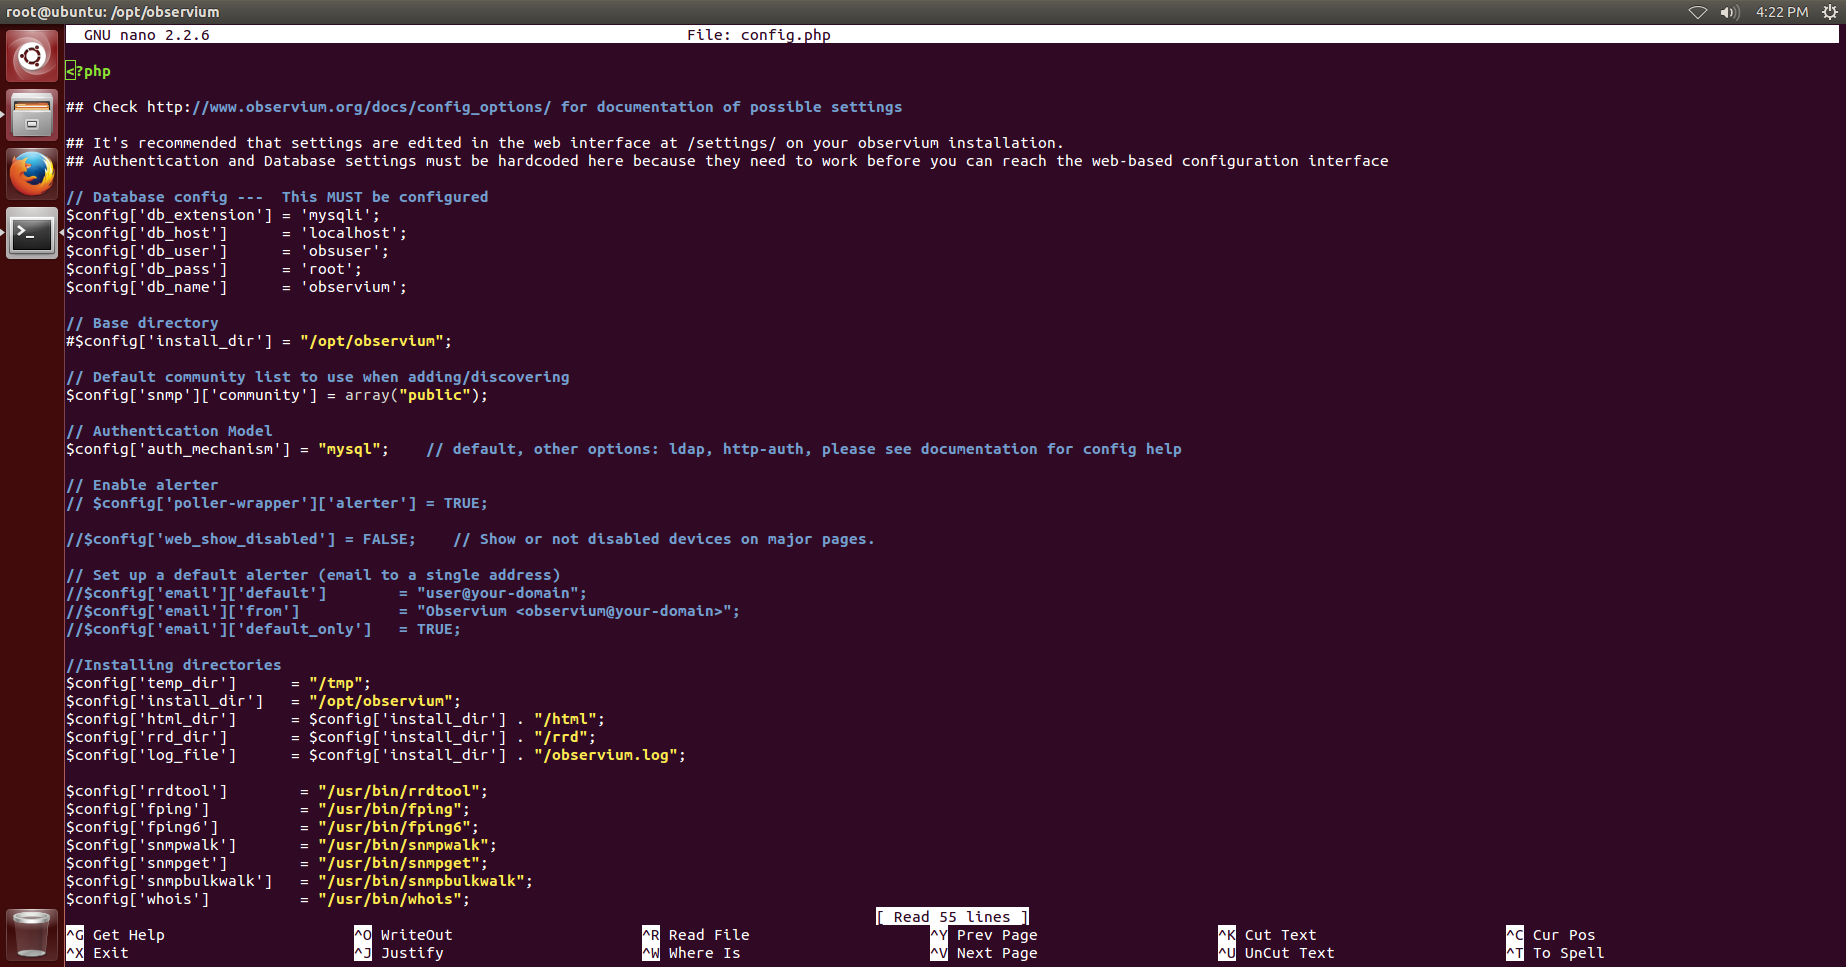 root@ubuntu: /opt/observium
4:22 PM
GNU nano 2.2.6 File: config.php
<?php
## Check http://www.observium.org/docs/config_options/ for documentation of possible settings
## It's recommended that settings are edited in the web interface at /settings/ on your observium installation.
## Authentication and Database settings must be hardcoded here because they need to work before you can reach the web-based configuration interface
// Database config ---  This MUST be configured
$config['db_extension'] = 'mysqli';
$config['db_host']      = 'localhost';
$config['db_user']      = 'obsuser';
$config['db_pass']      = 'root';
$config['db_name']      = 'observium';
// Base directory
#$config['install_dir'] = "/opt/observium";
// Default community list to use when adding/discovering
$config['snmp']['community'] = array("public");
// Authentication Model
$config['auth_mechanism'] = "mysql";    // default, other options: ldap, http-auth, please see documentation for config help
// Enable alerter
// $config['poller-wrapper']['alerter'] = TRUE;
//$config['web_show_disabled'] = FALSE;    // Show or not disabled devices on major pages.
// Set up a default alerter (email to a single address)
//$config['email']['default']        = "user@your-domain";
//$config['email']['from']           = "Observium <observium@your-domain>";
//$config['email']['default_only']   = TRUE;
//Installing directories
$config['temp_dir']      = "/tmp";
$config['install_dir']   = "/opt/observium";
$config['html_dir']      = $config['install_dir'] . "/html";
$config['rrd_dir']       = $config['install_dir'] . "/rrd";
$config['log_file']      = $config['install_dir'] . "/observium.log";
$config['rrdtool']        = "/usr/bin/rrdtool";
$config['fping']          = "/usr/bin/fping";
$config['fping6']         = "/usr/bin/fping6";
$config['snmpwalk']       = "/usr/bin/snmpwalk";
$config['snmpget']        = "/usr/bin/snmpget";
$config['snmpbulkwalk']   = "/usr/bin/snmpbulkwalk";
$config['whois']          = "/usr/bin/whois";
[ Read 55 lines ]
^G Get Help ^O WriteOut ^R Read File ^Y Prev Page ^K Cut Text ^C Cur Pos
^X Exit ^J Justify ^W Where Is ^V Next Page ^U UnCut Text ^T To Spell